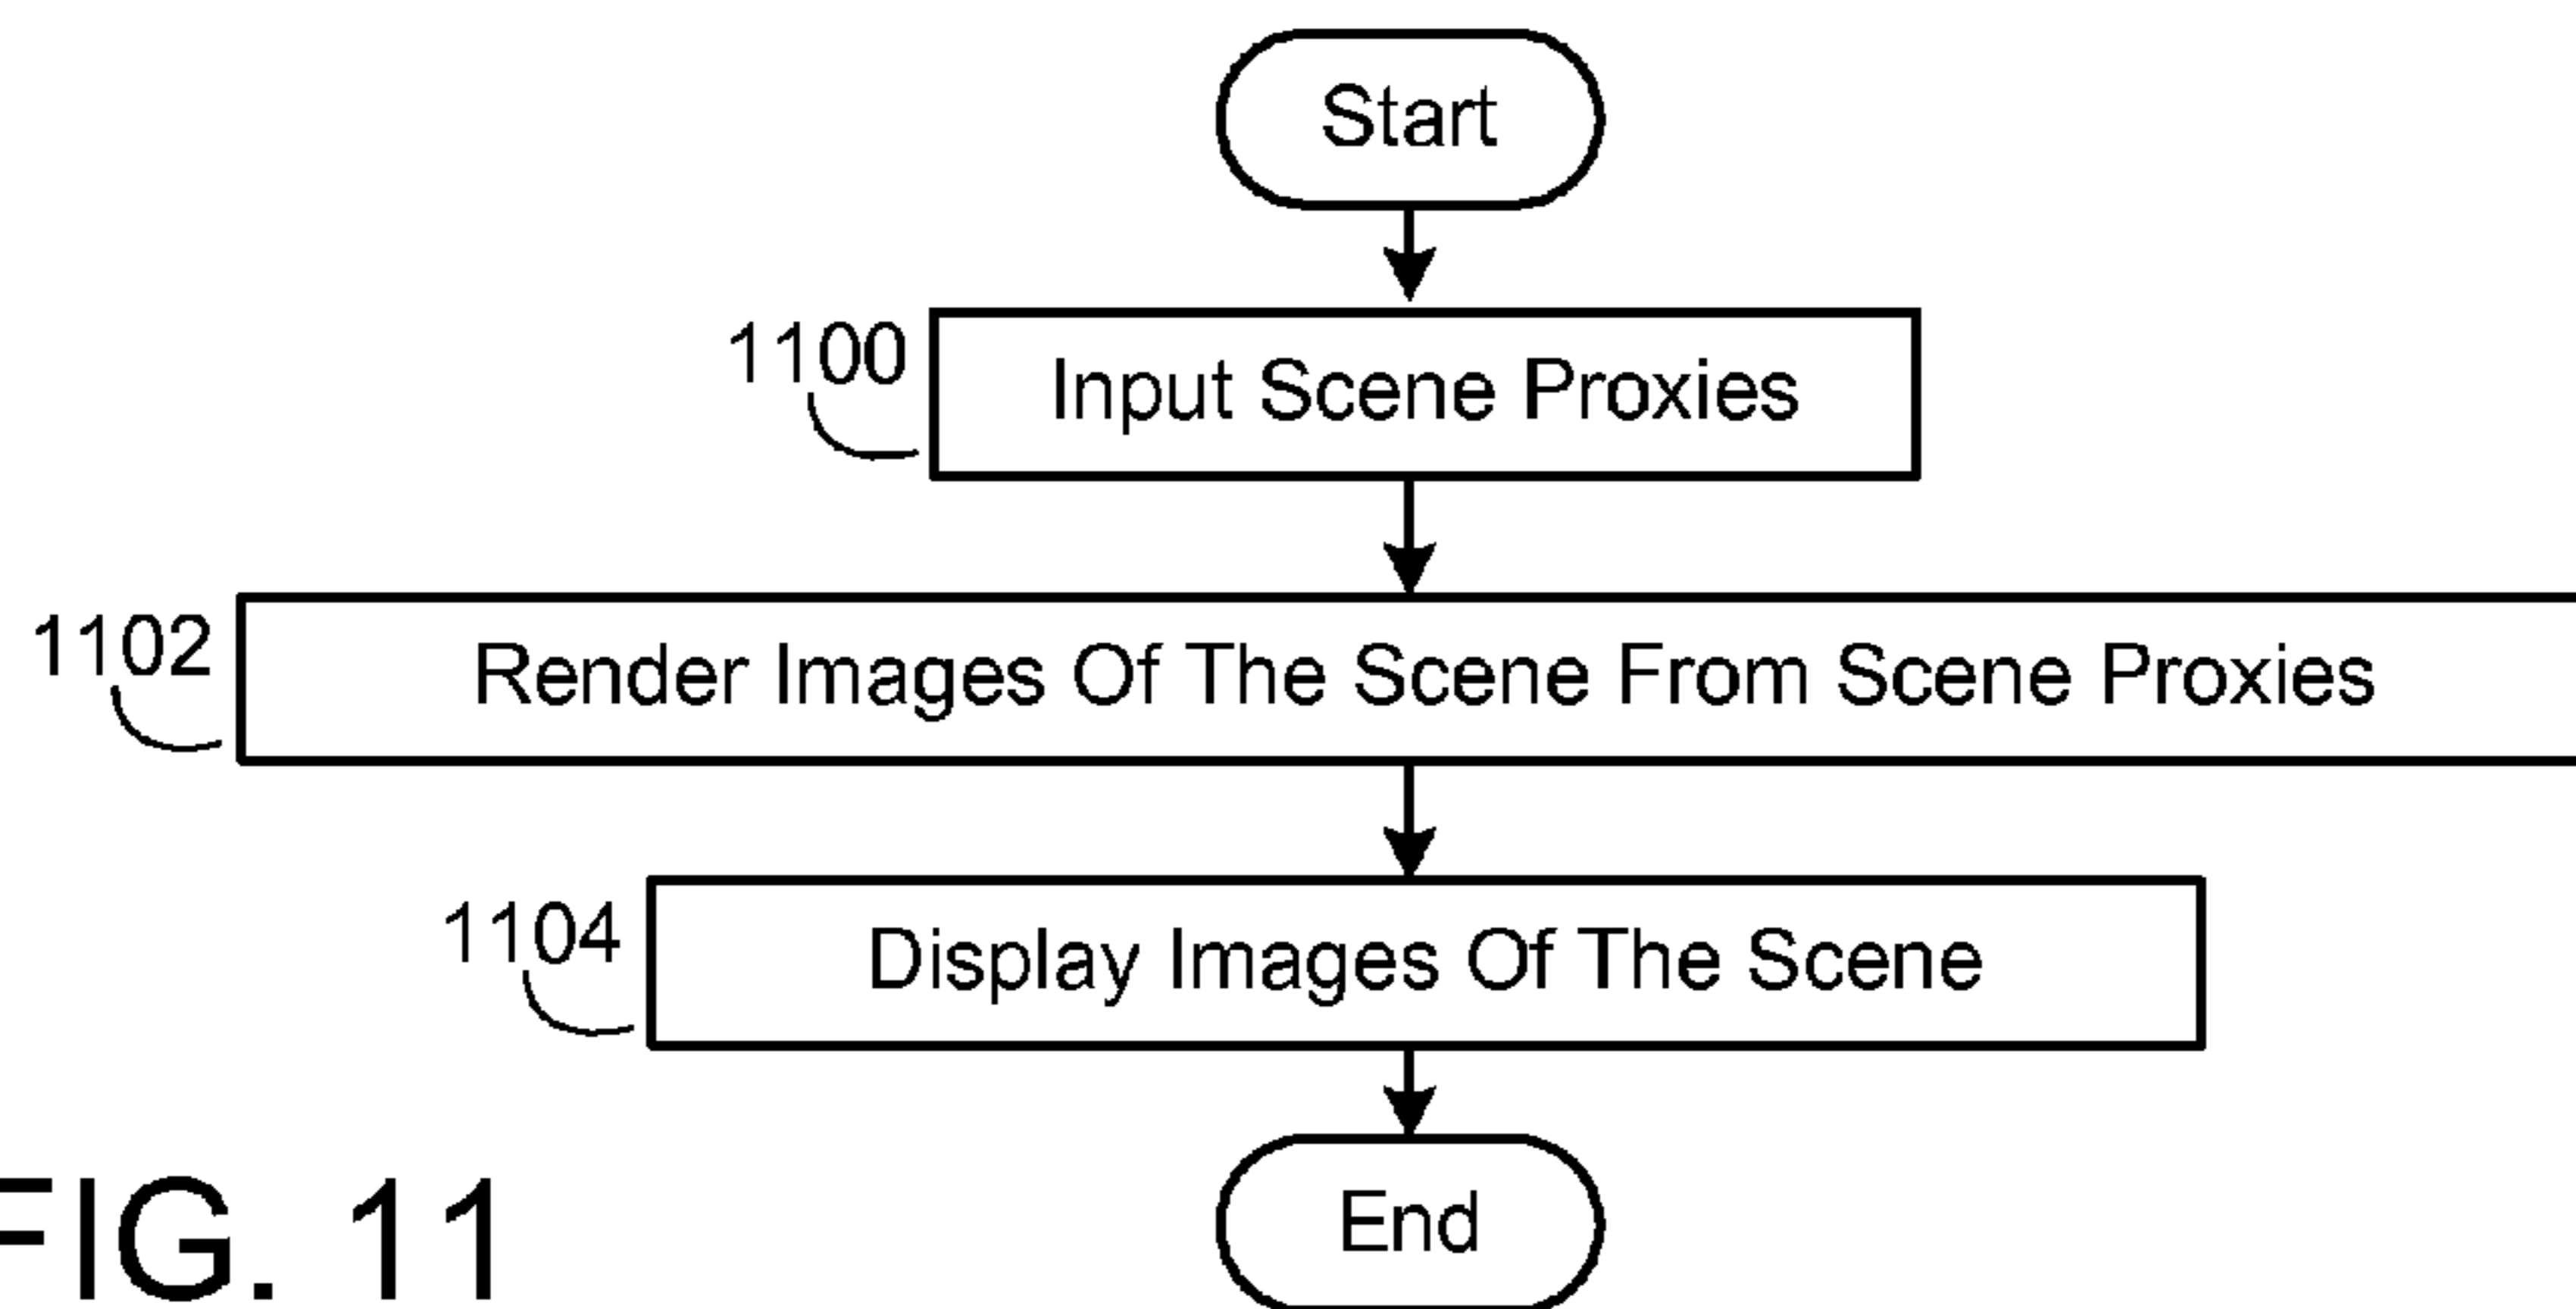 Start
1100
Input Scene Proxies
1102
Render Images Of The Scene From Scene Proxies
1104
Display Images Of The Scene
End
FIG. 11